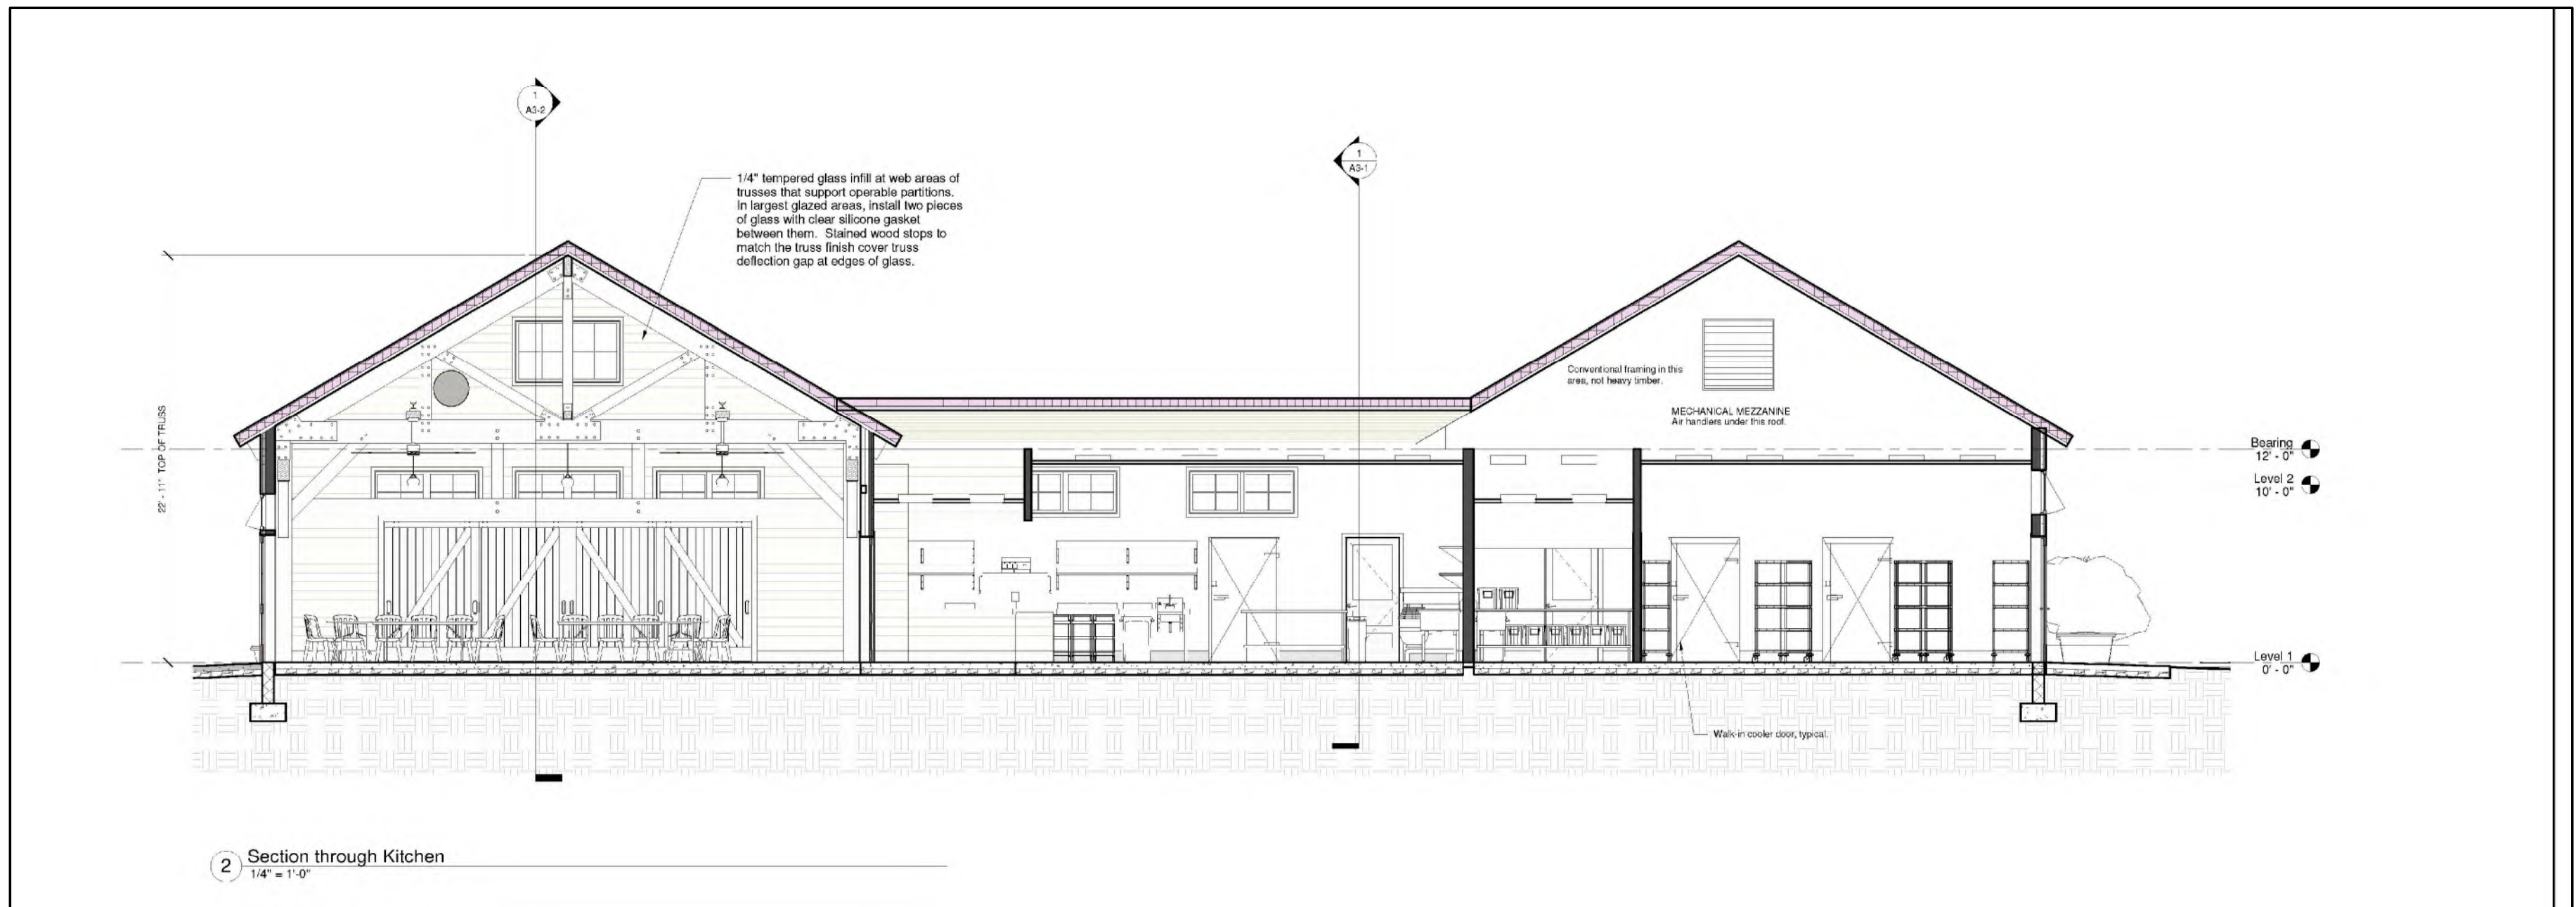 1
A3-2
1
A3-1
1/4" tempered glass infill at web areas of
trusses that support operable partitions.
In largest glazed areas, install two pieces
of glass with clear silicone gasket
between them. Stained wood stops to
match the truss finish cover truss
deflection gap at edges of glass.
22' - 11" TOP OF TRUSS
Conventional framing in this
area, not heavy timber.
MECHANICAL MEZZANINE
Air handlers under this roof.
Bearing
12' - 0"
Level 2
10' - 0"
Level 1
0' - 0"
Walk-in cooler door, typical.
2
Section through Kitchen
1/4" = 1'-0"